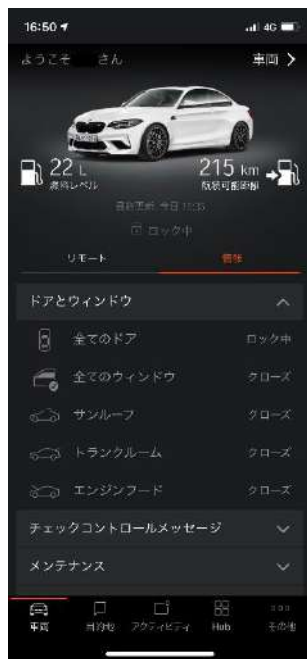 16:50
4G
ようこそ さん
車両
22 L
燃料レベル
215 km
航続可能距離
ロック中
リモート
情報
ドアとウィンドウ
全てのドア
ロック中
全てのウィンドウ
クローズ
サンルーフ
クローズ
トランクルーム
クローズ
エンジンフード
クローズ
チェックコントロールメッセージ
メンテナンス
車両
目的地
アクティビティ
Hub
その他